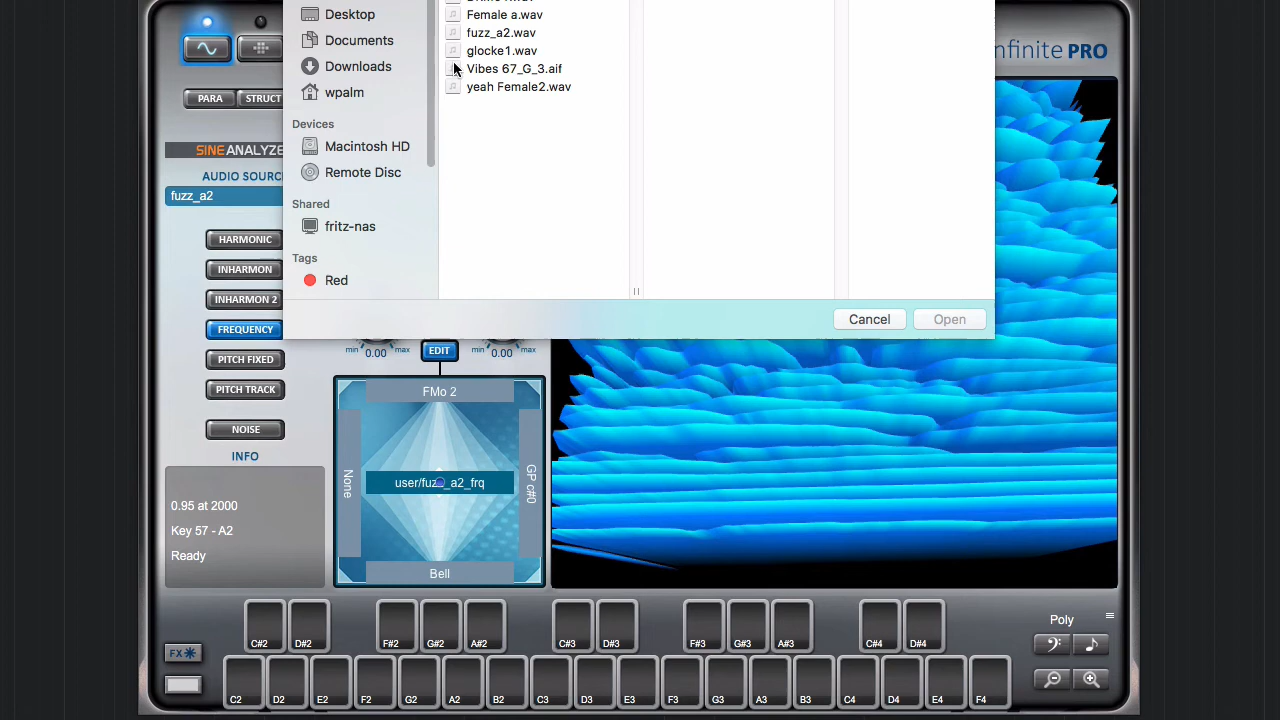 Desktop
Female a.wav
Documents
fuzz_a2.wav
glocke1.wav
Downloads
Vibes 67_G_3.aif
wpalm
yeah Female2.wav
nfinite PRO
PARA
STRUCT
Devices
Macintosh HD
Remote Disc
SINEANALYZE
AUDIO SOURC
fuzz_a2
Shared
fritz-nas
HARMONIC
Tags
INHARMON
Red
INHARMON 2
FREQUENCY
Cancel
Open
min 0.00 max
EDIT
min 0.00 max
PITCH FIXED
PITCH TRACK
FMo 2
NOISE
INFO
None
user/fuzz_a2_frq
GP c#0
0.95 at 2000
Key 57 - A2
Ready
Bell
Poly
C#2
D#2
F#2
G#2
A#2
C#3
D#3
F#3
G#3
A#3
C#4
D#4
FX
C2
D2
E2
F2
G2
A2
B2
C3
D3
E3
F3
G3
A3
B3
C4
D4
E4
F4